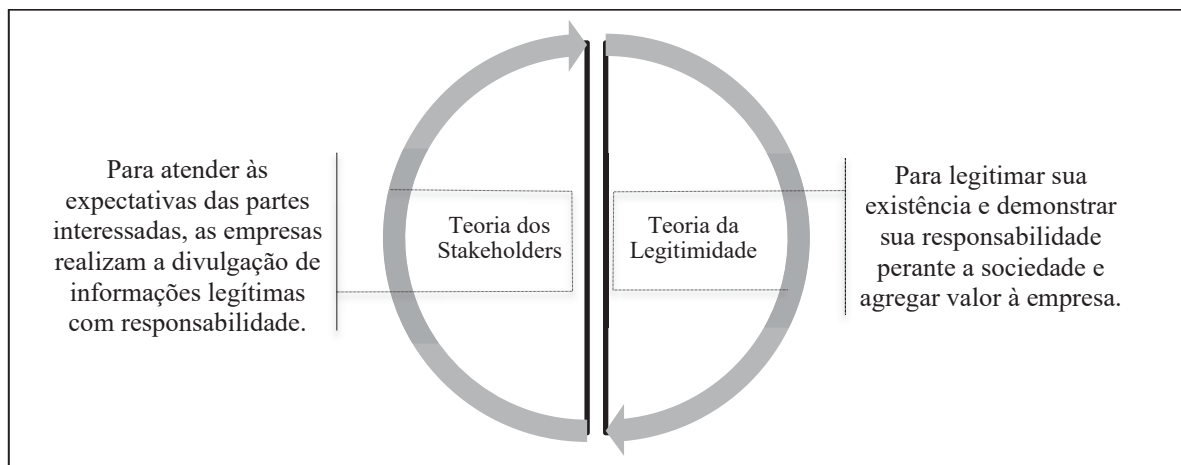 Para atender às
expectativas das partes
interessadas, as empresas
realizam a divulgação de
informações legítimas
com responsabilidade.
Teoria dos
Stakeholders
Teoria da
Legitimidade
Para legitimar sua
existência e demonstrar
sua responsabilidade
perante a sociedade e
agregar valor à empresa.